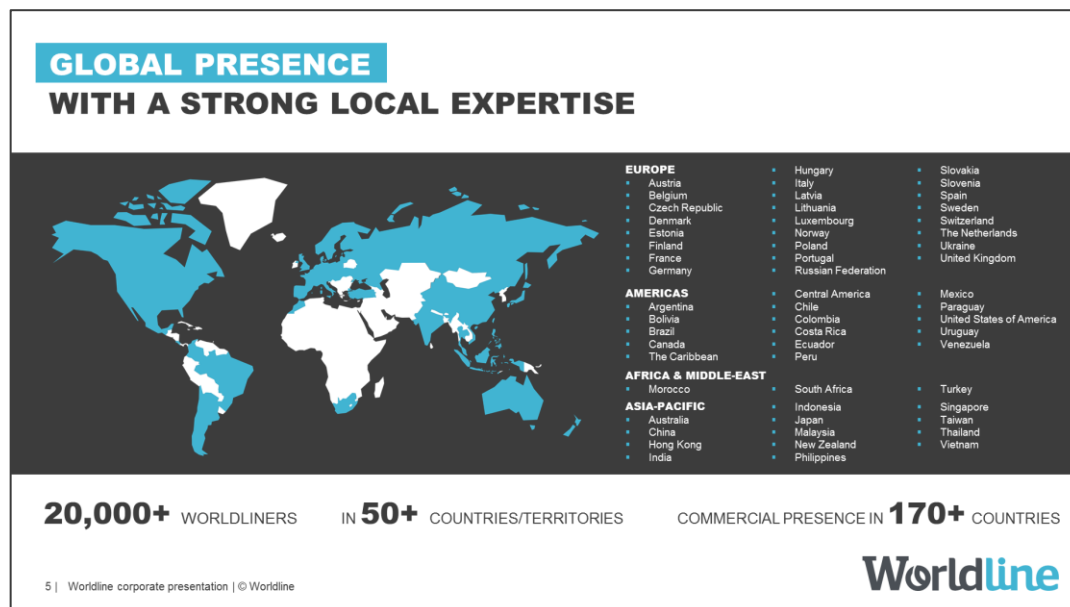 GLOBAL PRESENCE
WITH A STRONG LOCAL EXPERTISE
EUROPE
Austria
Belgium
Czech Republic
Denmark
Estonia
Finland
France
Germany
Hungary
Italy
Latvia
Lithuania
Luxembourg
Norway
Poland
Portugal
Russian Federation
Slovakia
Slovenia
Spain
Sweden
Switzerland
The Netherlands
Ukraine
United Kingdom
AMERICAS
Argentina
Bolivia
Brazil
Canada
The Caribbean
Central America
Chile
Colombia
Costa Rica
Ecuador
Peru
Mexico
Paraguay
United States of America
Uruguay
Venezuela
AFRICA & MIDDLE-EAST
Morocco
South Africa
Turkey
ASIA-PACIFIC
Australia
China
Hong Kong
India
Indonesia
Japan
Malaysia
New Zealand
Philippines
Singapore
Taiwan
Thailand
Vietnam
20,000+ WORLDLINERS
IN 50+ COUNTRIES/TERRITORIES
COMMERCIAL PRESENCE IN 170+ COUNTRIES
5 | Worldline corporate presentation | © Worldline
Worldline